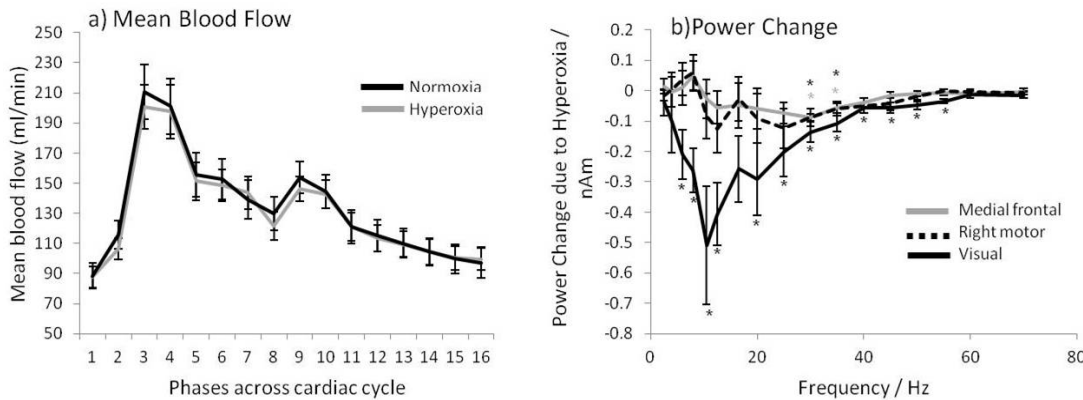 a) Mean Blood Flow
250
230
210
190
170
150
130
110
90
70
50
Mean blood flow (ml/min)
Normoxia
Hyperoxia
1 2 3 4 5 6 7 8 9 10 11 12 13 14 15 16
Phases across cardiac cycle
b)Power Change
0.2
0.1
0
-0.1
-0.2
-0.3
-0.4
-0.5
-0.6
-0.7
-0.8
Power Change due to Hyperoxia /
nAm
* *
* *
* * * * * * * * * * * *
Medial frontal
Right motor
Visual
0 20 40 60 80
Frequency / Hz